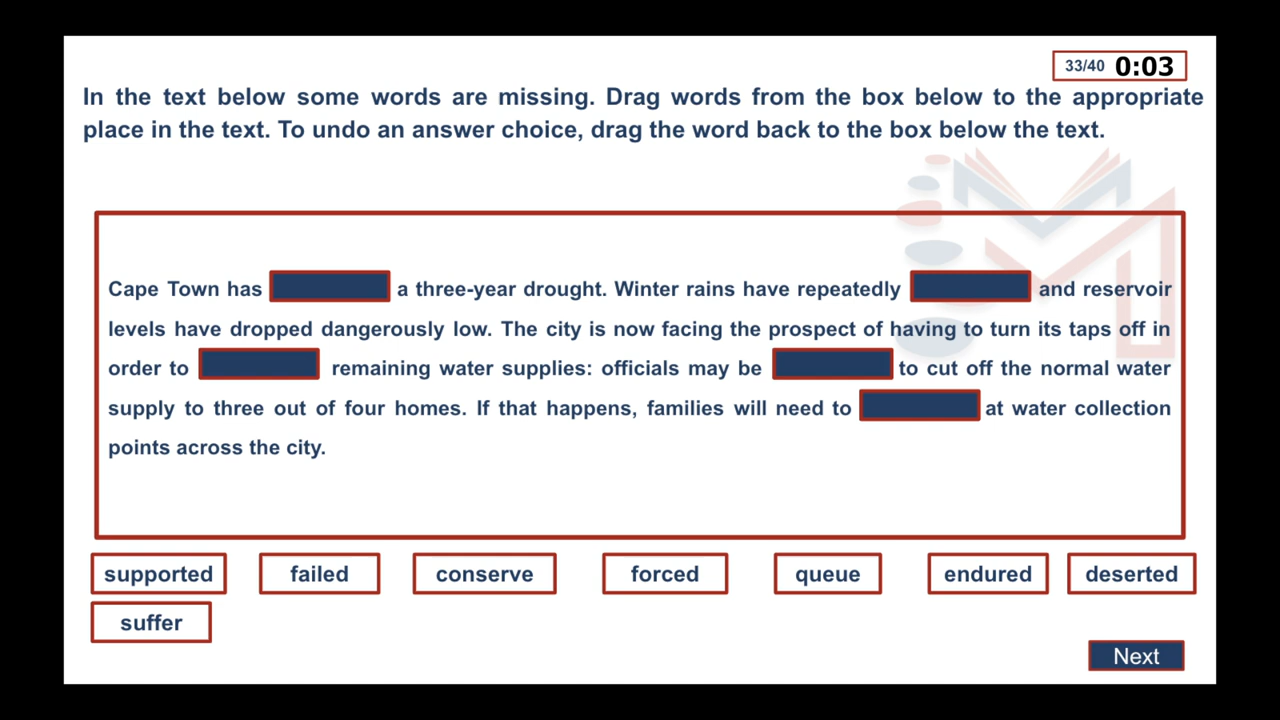 33/40 0:03
In the text below some words are missing. Drag words from the box below to the appropriate
place in the text. To undo an answer choice, drag the word back to the box below the text.
Cape Town has a three-year drought. Winter rains have repeatedly and reservoir
levels have dropped dangerously low. The city is now facing the prospect of having to turn its taps off in
order to remaining water supplies: officials may be to cut off the normal water
supply to three out of four homes. If that happens, families will need to at water collection
points across the city.
supported failed conserve forced queue endured deserted
suffer
Next